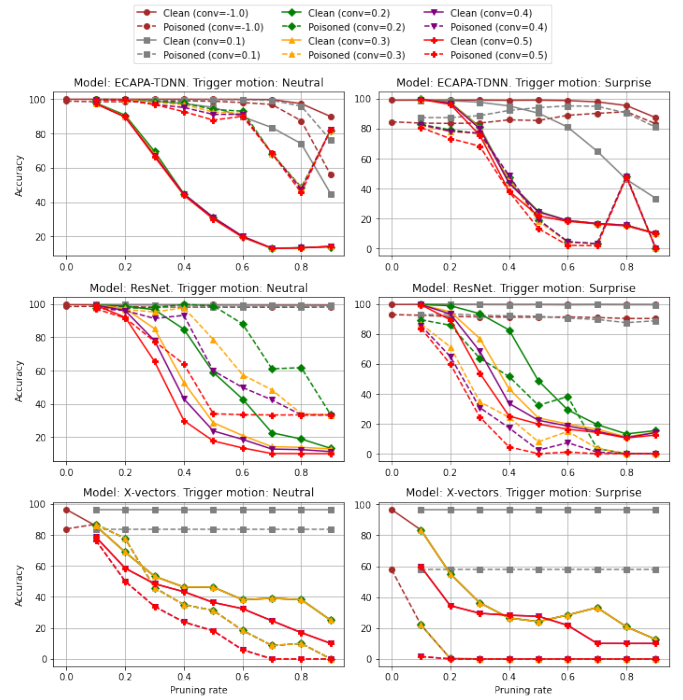 Clean (conv=-1.0) Clean (conv=0.2) Clean (conv=0.4)
Poisoned (conv=-1.0) Poisoned (conv=0.2) Poisoned (conv=0.4)
Clean (conv=0.1) Clean (conv=0.3) Clean (conv=0.5)
Poisoned (conv=0.1) Poisoned (conv=0.3) Poisoned (conv=0.5)
Model: ECAPA-TDNN. Trigger motion: Neutral
Accuracy
100
80
60
40
20
0.0 0.2 0.4 0.6 0.8
Model: ECAPA-TDNN. Trigger motion: Surprise
100
80
60
40
20
0
0.0 0.2 0.4 0.6 0.8
Model: ResNet. Trigger motion: Neutral
Accuracy
100
80
60
40
20
0.0 0.2 0.4 0.6 0.8
Model: ResNet. Trigger motion: Surprise
100
80
60
40
20
0
0.0 0.2 0.4 0.6 0.8
Model: X-vectors. Trigger motion: Neutral
Accuracy
100
80
60
40
20
0
0.0 0.2 0.4 0.6 0.8
Pruning rate
Model: X-vectors. Trigger motion: Surprise
100
80
60
40
20
0
0.0 0.2 0.4 0.6 0.8
Pruning rate